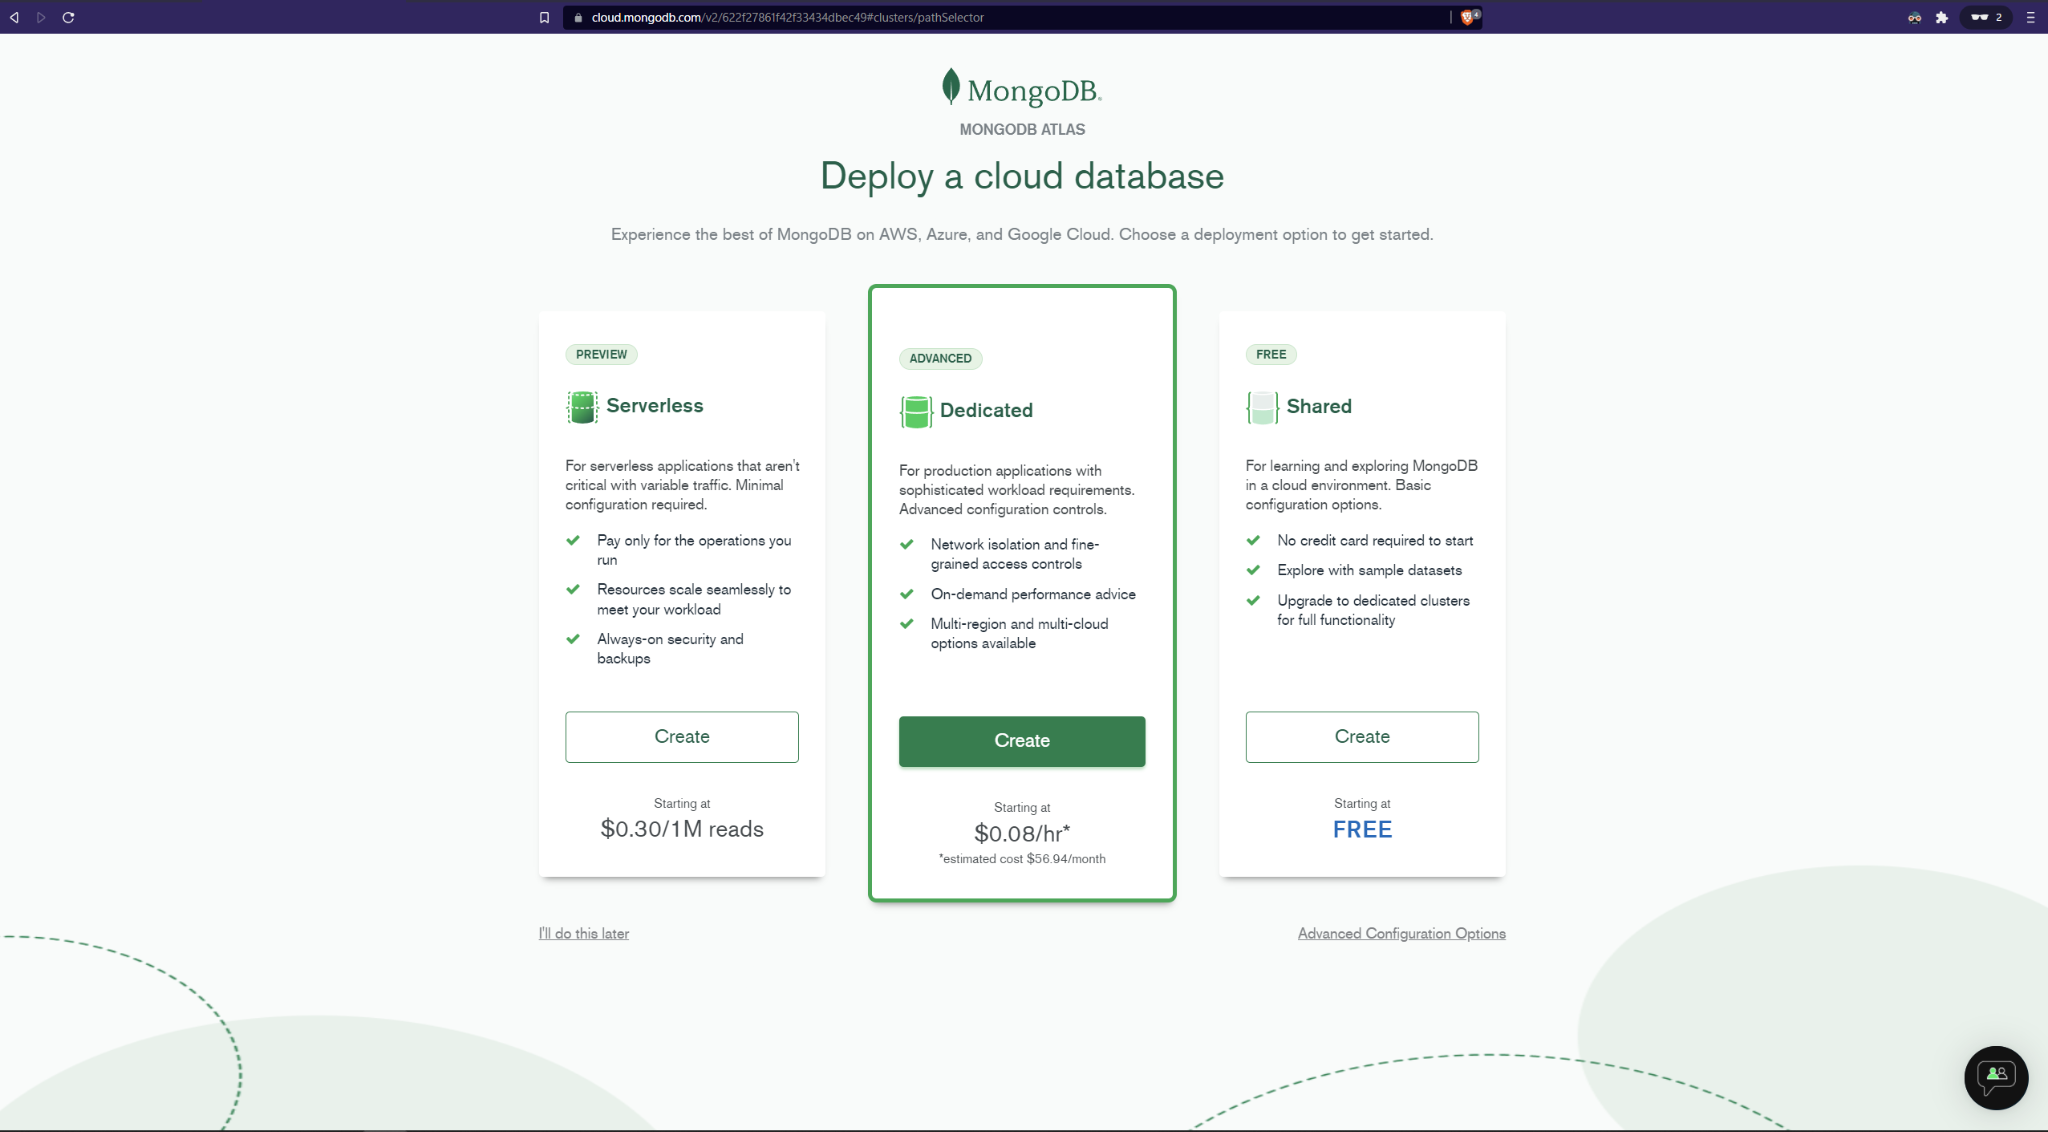 cloud.mongodb.com/v2/622f27861f42f33434dbec49#clusters/pathSelector
4
2
MongoDB.
MONGODB ATLAS
Deploy a cloud database
Experience the best of MongoDB on AWS, Azure, and Google Cloud. Choose a deployment option to get started.
PREVIEW
Serverless
For serverless applications that aren't
critical with variable traffic. Minimal
configuration required.
Pay only for the operations you
run
Resources scale seamlessly to
meet your workload
Always-on security and
backups
Create
Starting at
$0.30/1M reads
ADVANCED
Dedicated
For production applications with
sophisticated workload requirements.
Advanced configuration controls.
Network isolation and fine-
grained access controls
On-demand performance advice
Multi-region and multi-cloud
options available
Create
Starting at
$0.08/hr*
*estimated cost $56.94/month
FREE
Shared
For learning and exploring MongoDB
in a cloud environment. Basic
configuration options.
No credit card required to start
Explore with sample datasets
Upgrade to dedicated clusters
for full functionality
Create
Starting at
FREE
I'll do this later
Advanced Configuration Options